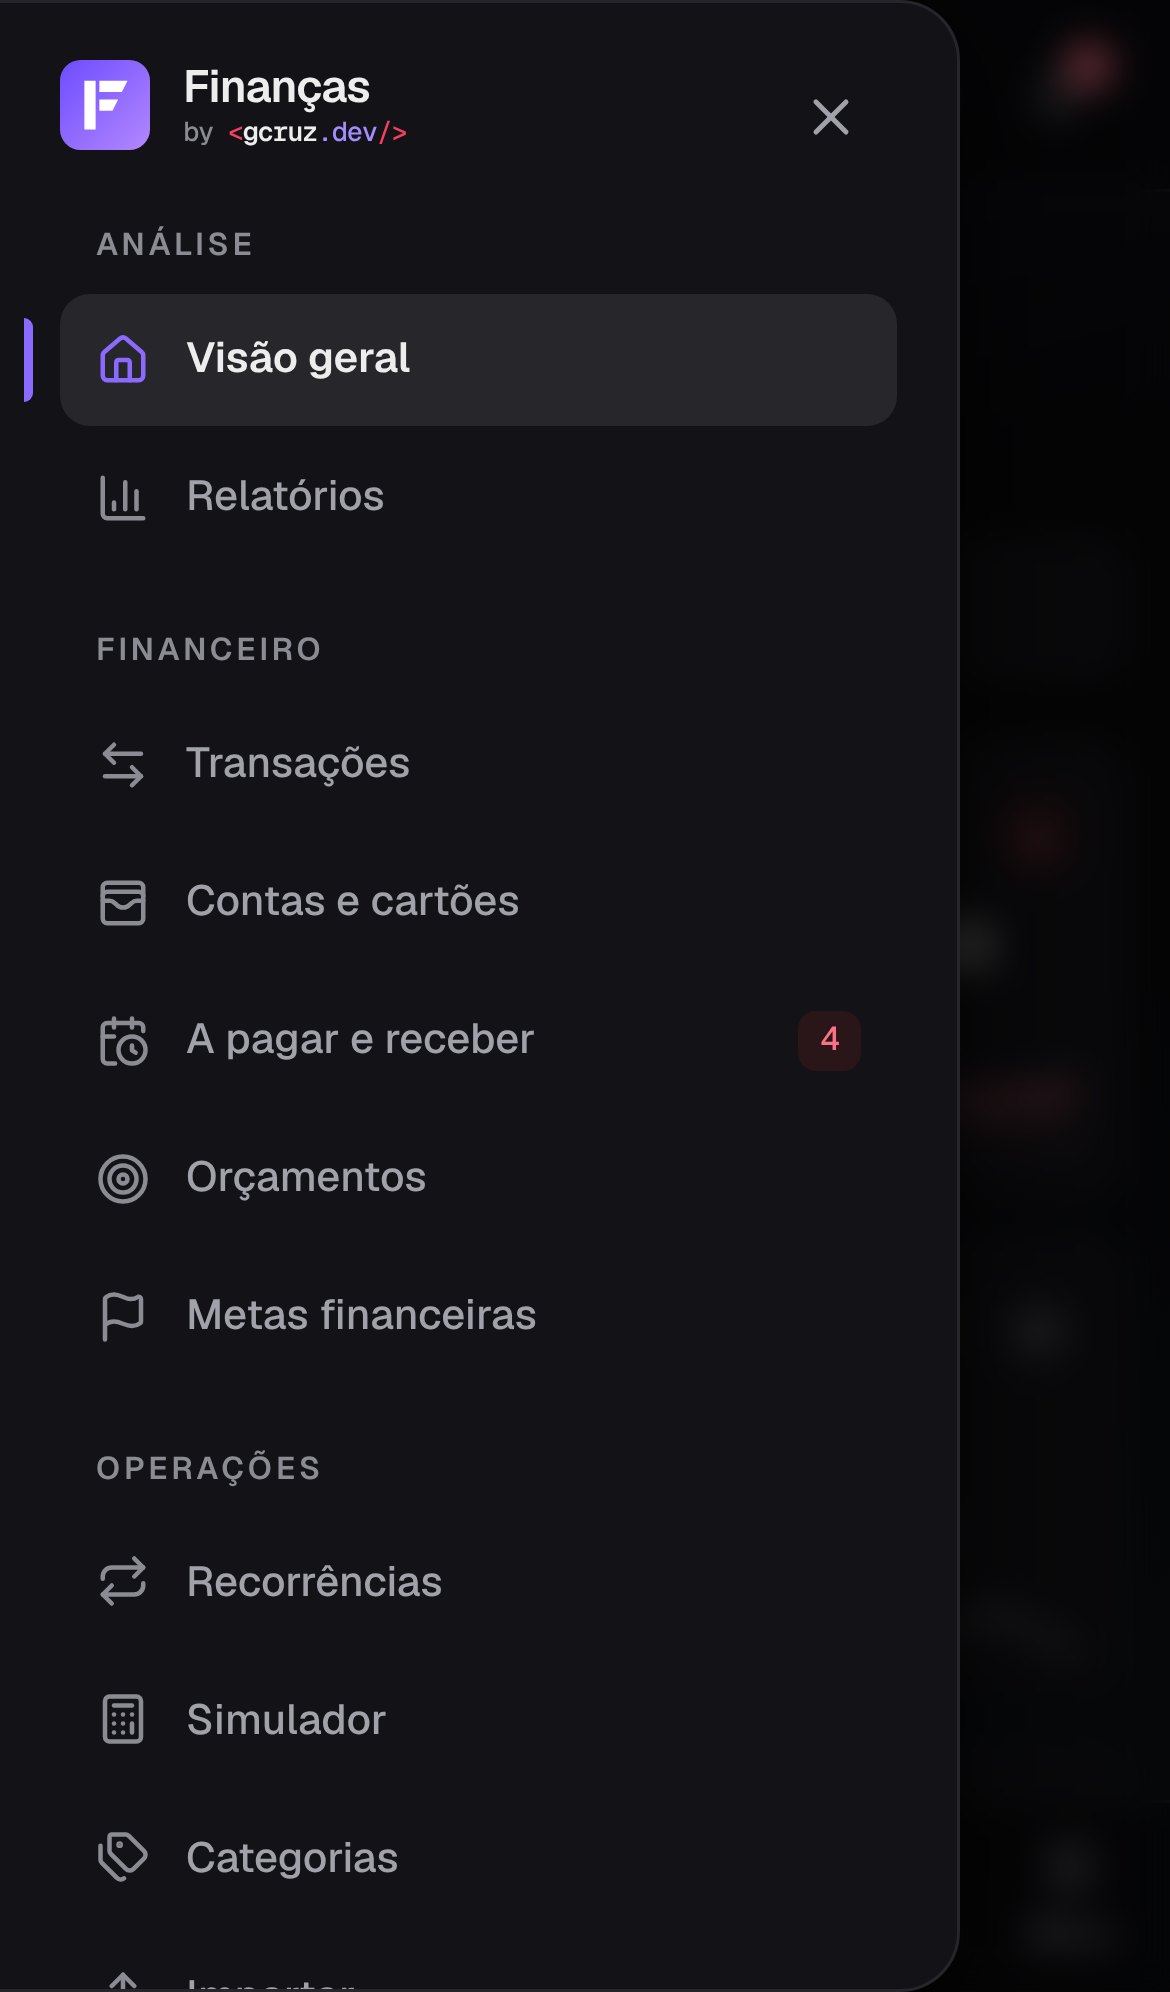 Finanças
by <gcruz.dev/>
ANÁLISE
Visão geral
Relatórios
FINANCEIRO
Transações
Contas e cartões
A pagar e receber
4
Orçamentos
Metas financeiras
OPERAÇÕES
Recorrências
Simulador
Categorias